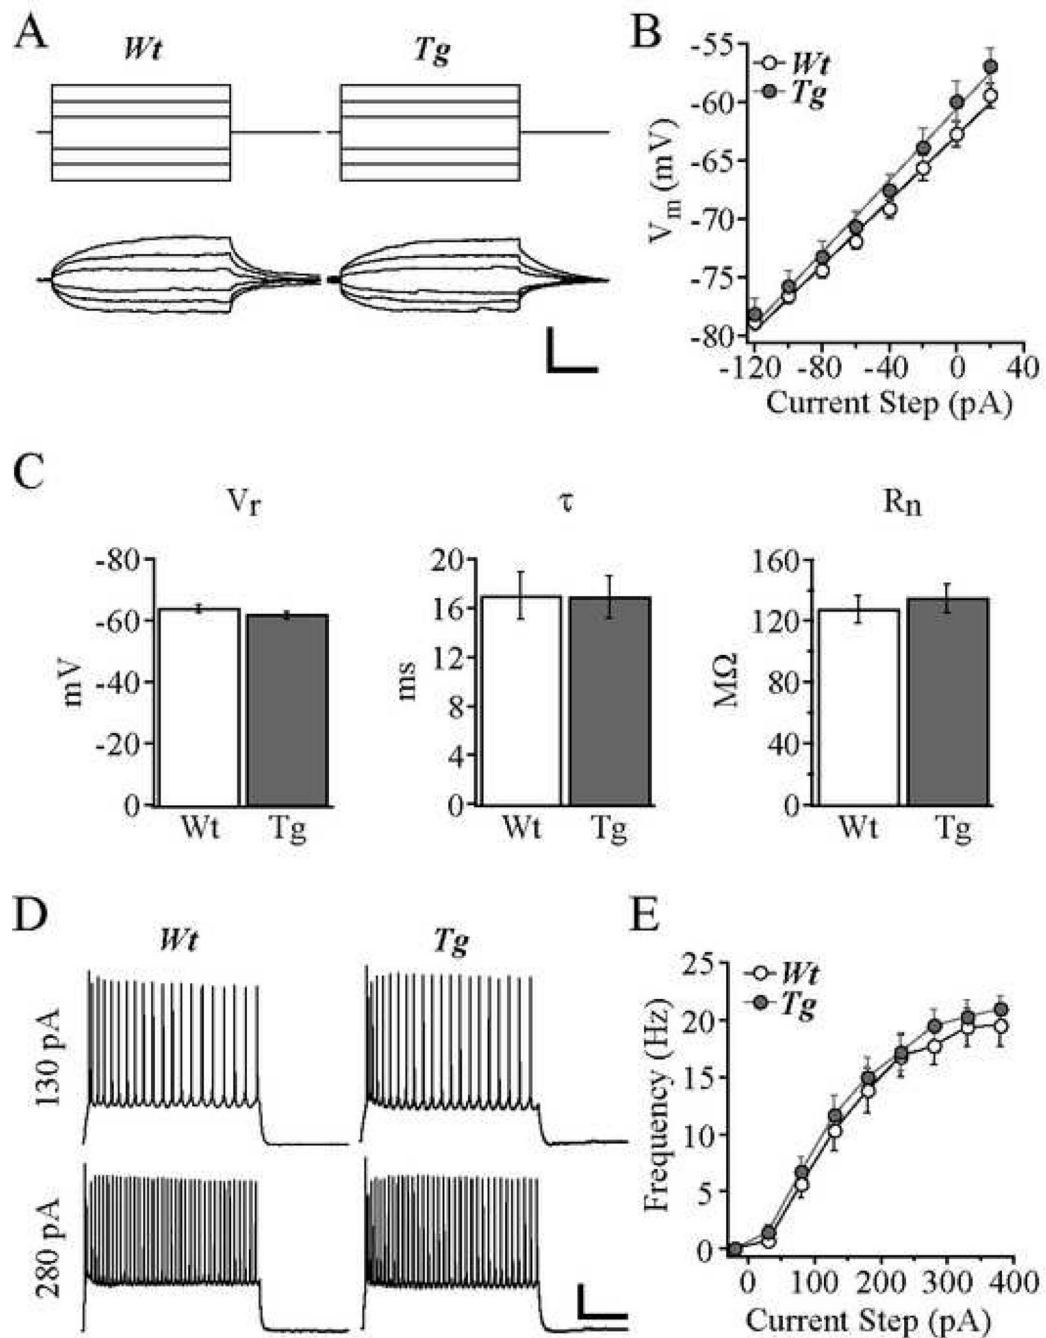 A
Wt
Tg
B
-55
-60
-65
-70
-75
-80
Vm (mV)
Wt
Tg
-120 -80 -40 0 40
Current Step (pA)
C
Vr
-80
-60
-40
-20
0
mV
Wt Tg
τ
20
16
12
8
4
0
ms
Wt Tg
Rn
160
120
80
40
0
MΩ
Wt Tg
D
Wt
Tg
130 pA
280 pA
E
25
20
15
10
5
0
Frequency (Hz)
Wt
Tg
0 100 200 300 400
Current Step (pA)